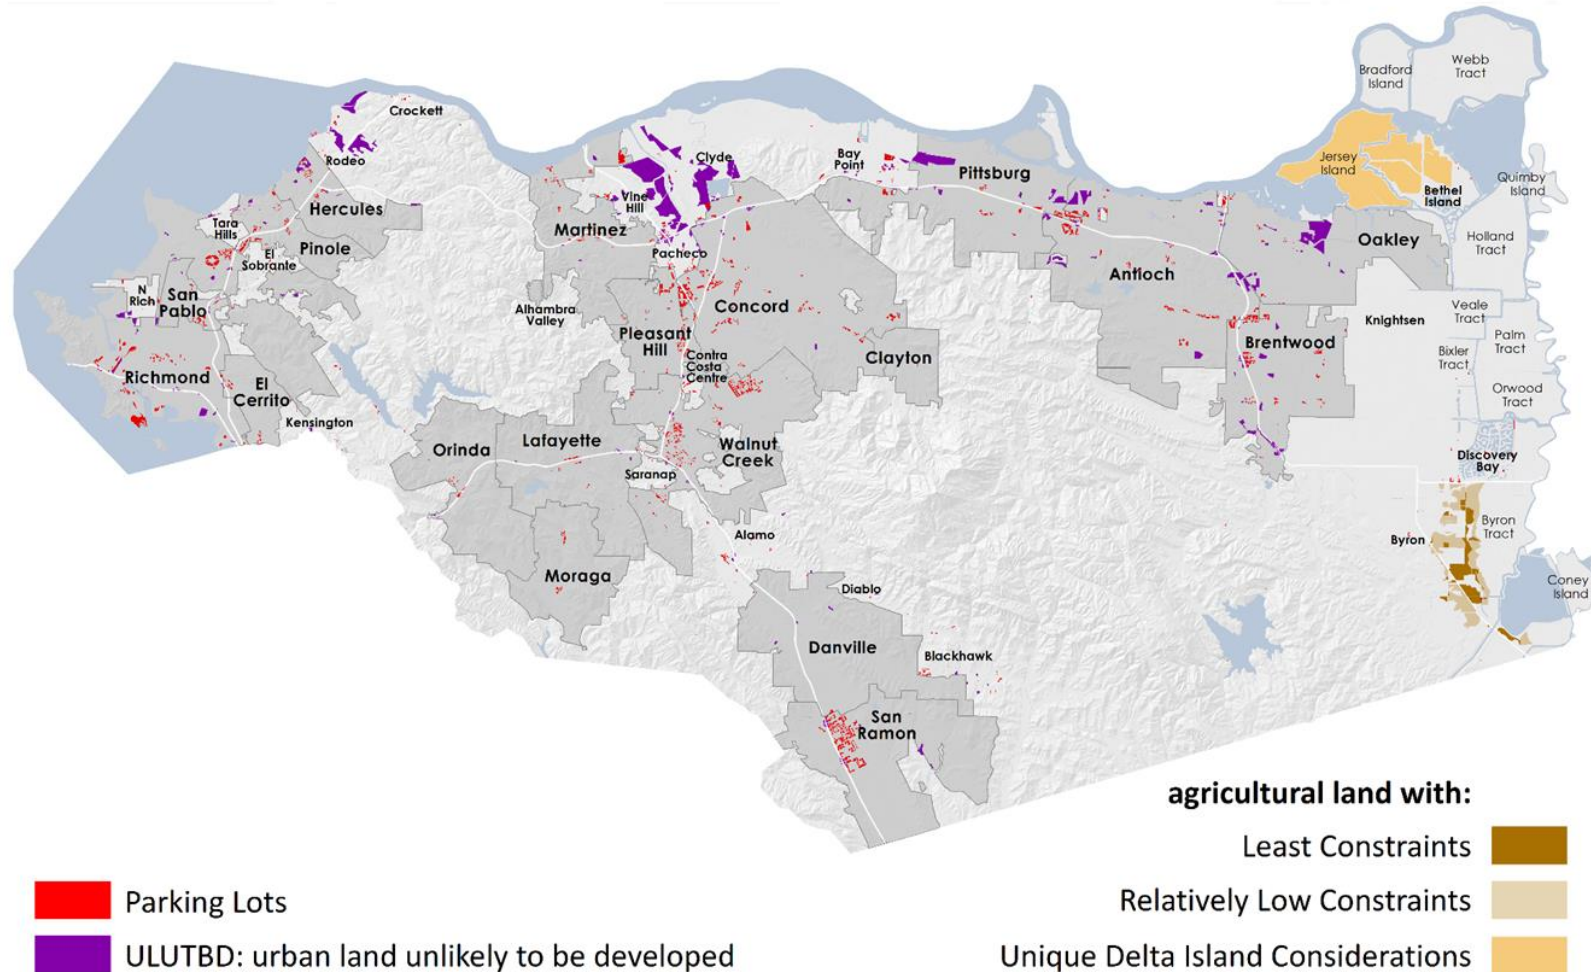 Bradford
Island
Webb
Tract
Crockett
Rodeo
Hercules
Tara
Hills
Pinole
El
Sobrante
N
Rich
San
Pablo
Richmond
El
Cerrito
Kensington
Clyde
Vine
Hill
Martinez
Pacheco
Bay
Point
Pittsburg
Jersey
Island
Bethel
Island
Quimby
Island
Holland
Tract
Oakley
Antioch
Alhambra
Valley
Concord
Pleasant
Hill
Contra
Costa
Centre
Clayton
Brentwood
Knightsen
Veale
Tract
Palm
Tract
Bixler
Tract
Orwood
Tract
Orinda
Lafayette
Walnut
Creek
Saranap
Discovery
Bay
Moraga
Alamo
Byron
Byron
Tract
Coney
Island
Diablo
Danville
Blackhawk
San
Ramon
agricultural land with:
Least Constraints
Relatively Low Constraints
Unique Delta Island Considerations
Parking Lots
ULUTBD: urban land unlikely to be developed